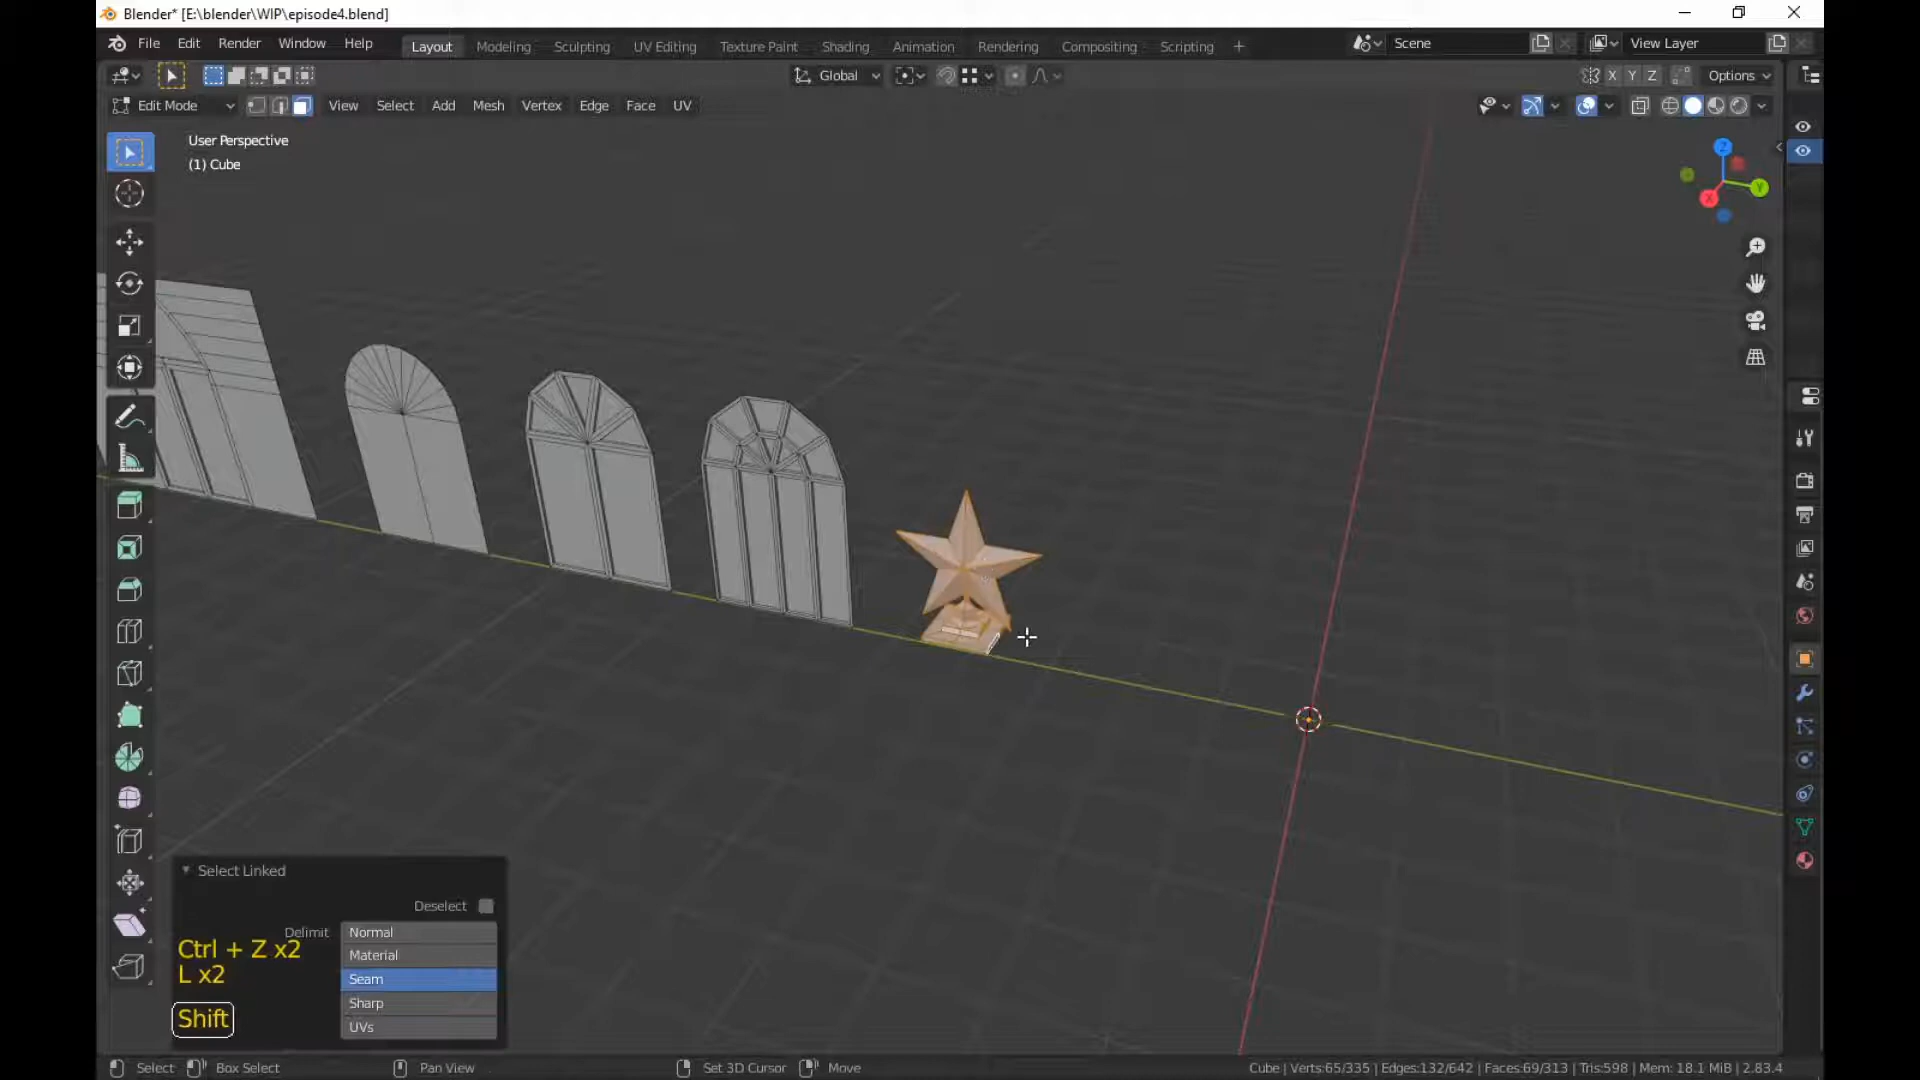 Blender* [E:\blender\WIP\episode4.blend]
File Edit Render Window Help
Layout Modeling Sculpting UV Editing Texture Paint Shading Animation Rendering Compositing Scripting +
Scene
View Layer
Global
X Y Z Options
Edit Mode View Select Add Mesh Vertex Edge Face UV
User Perspective
(1) Cube
Z
Y
X
Select Linked
Deselect
Delimit
Normal
Material
Seam
Sharp
UVs
Ctrl + Z x2
L x2
Shift
Select Box Select Pan View Set 3D Cursor Move
Cube | Verts:65/335 | Edges:132/642 | Faces:69/313 | Tris:598 | Mem: 18.1 MiB | 2.83.4